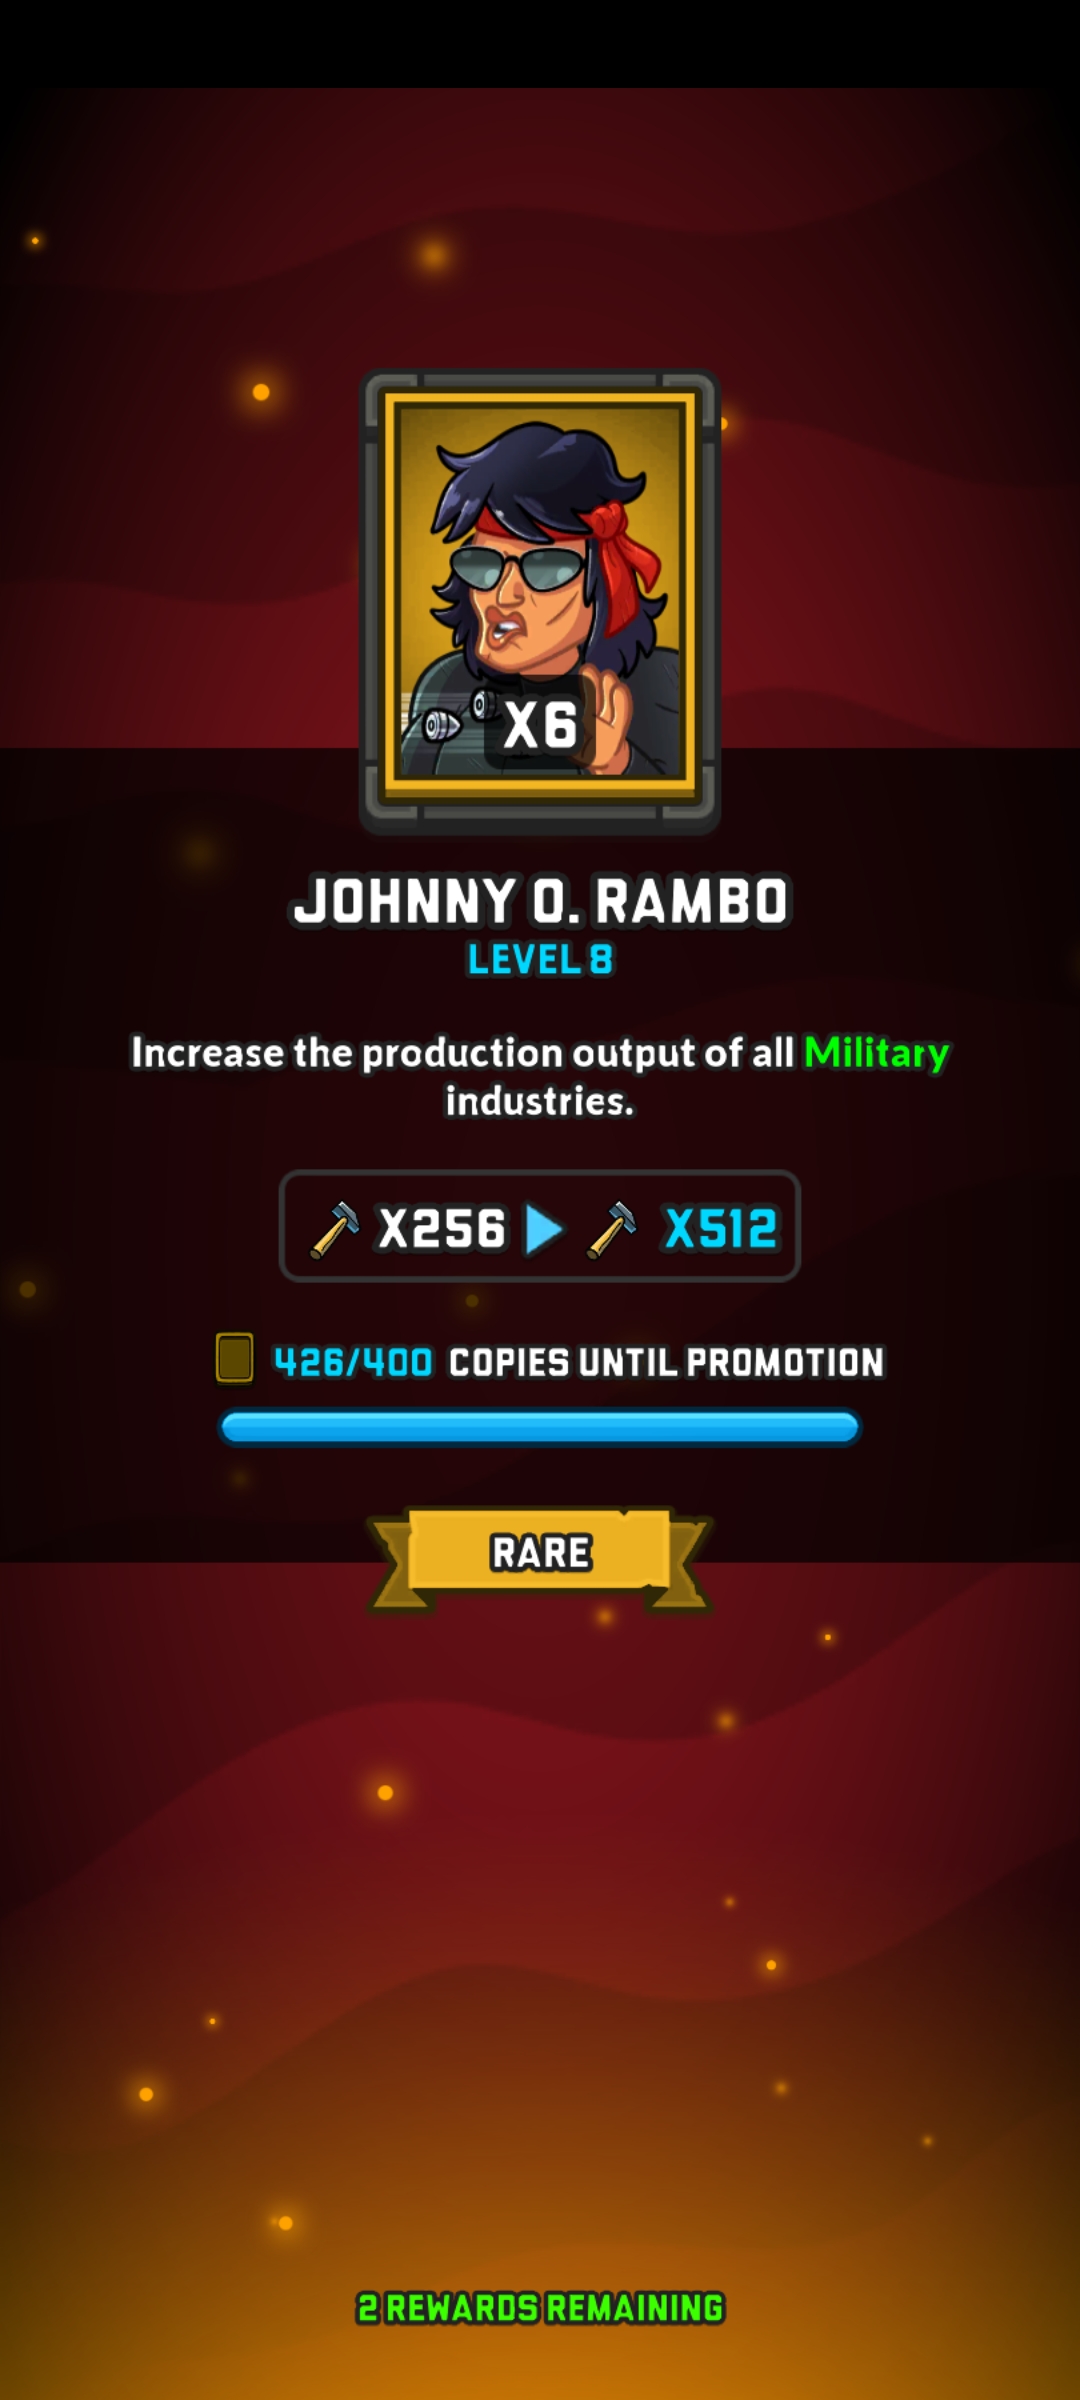 X6
JOHNNY O. RAMBO
LEVEL 8
Increase the production output of all Military
industries.
X256 X512
426/400 COPIES UNTIL PROMOTION
RARE
2 REWARDS REMAINING